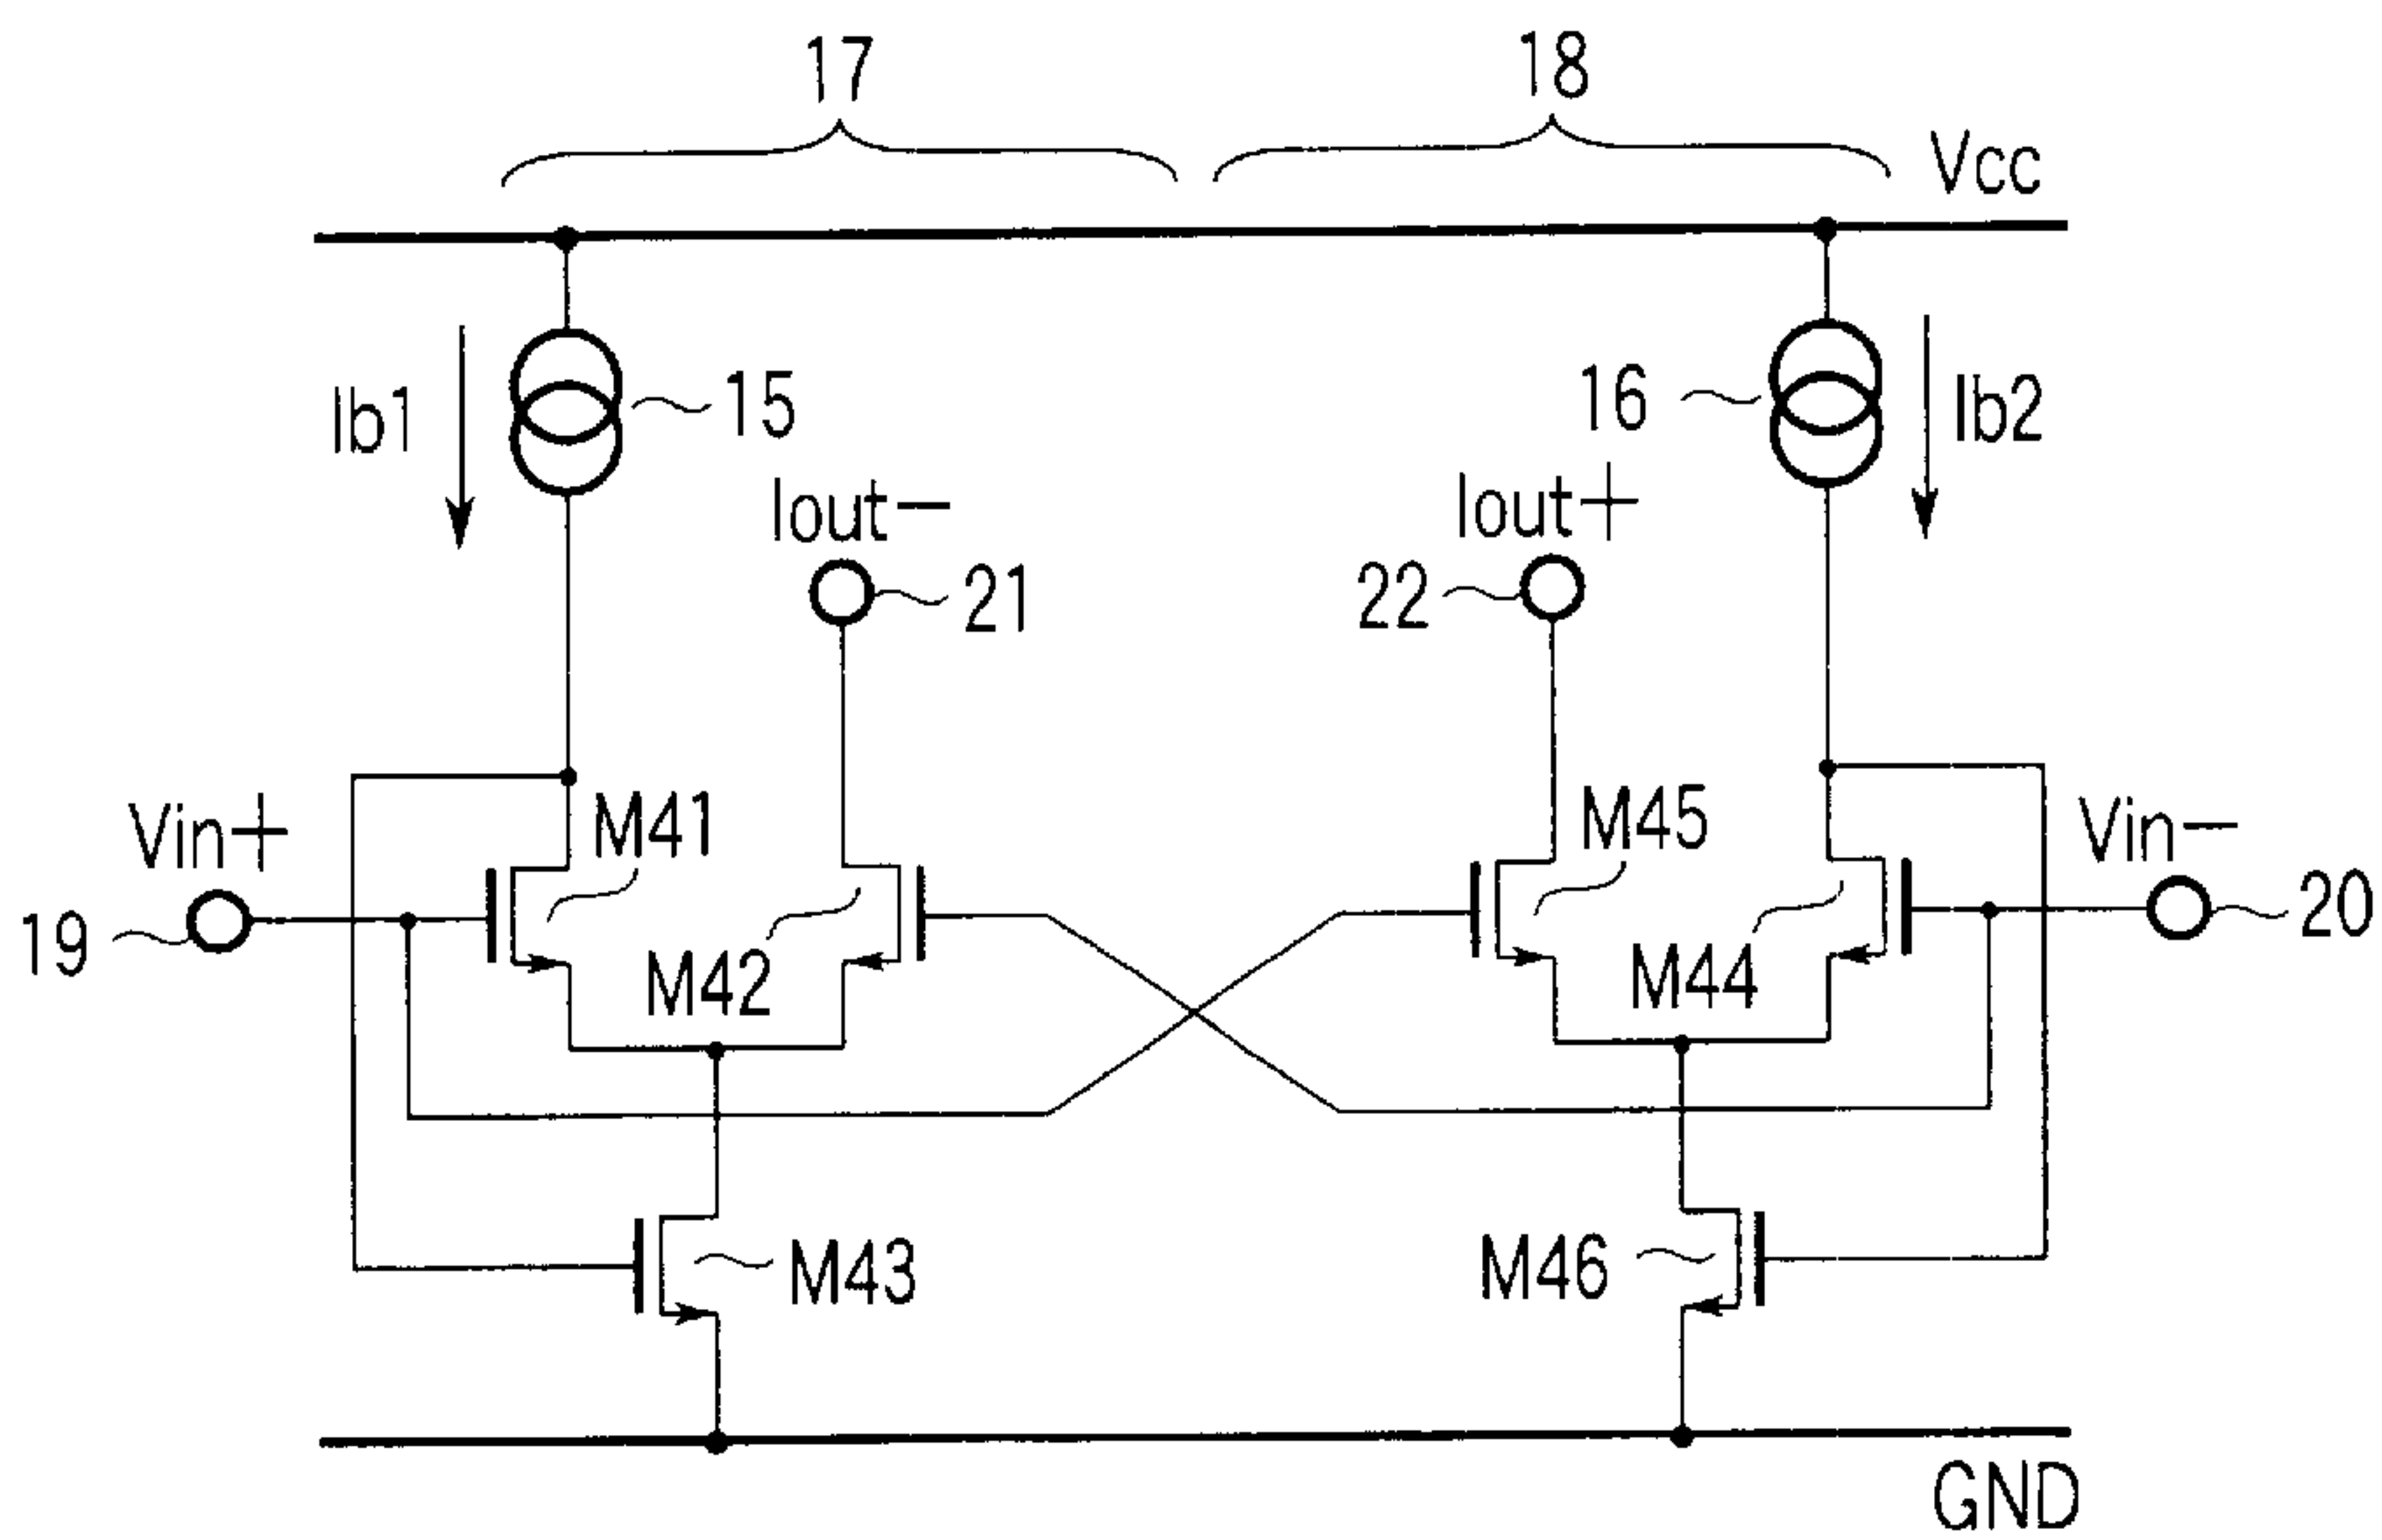 17
18
Vcc
Ib1
15
16
Ib2
Iout−
21
Iout+
22
Vin+
19
M41
M42
M45
M44
Vin−
20
M43
M46
GND